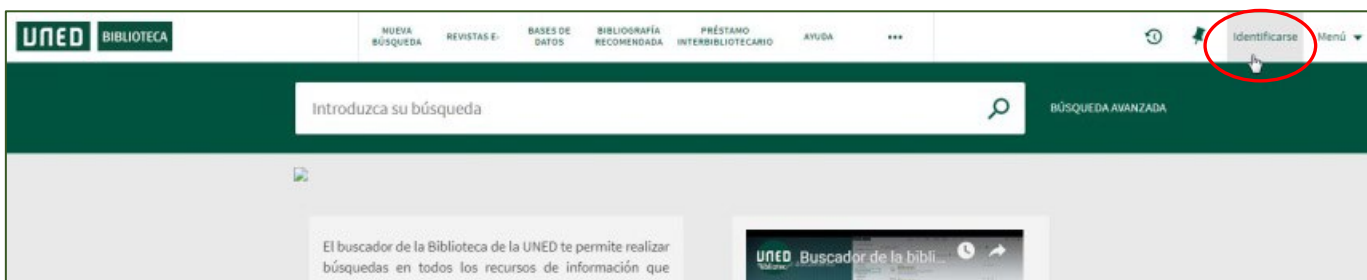 UNED BIBLIOTECA
NUEVA BÚSQUEDA
REVISTAS E-
BASES DE DATOS
BIBLIOGRAFÍA RECOMENDADA
PRÉSTAMO INTERBIBLIOTECARIO
AYUDA
•••
Identificarse
Menú
Introduzca su búsqueda
BÚSQUEDA AVANZADA
El buscador de la Biblioteca de la UNED te permite realizar
búsquedas en todos los recursos de información que
UNED
Buscador de la bibli...